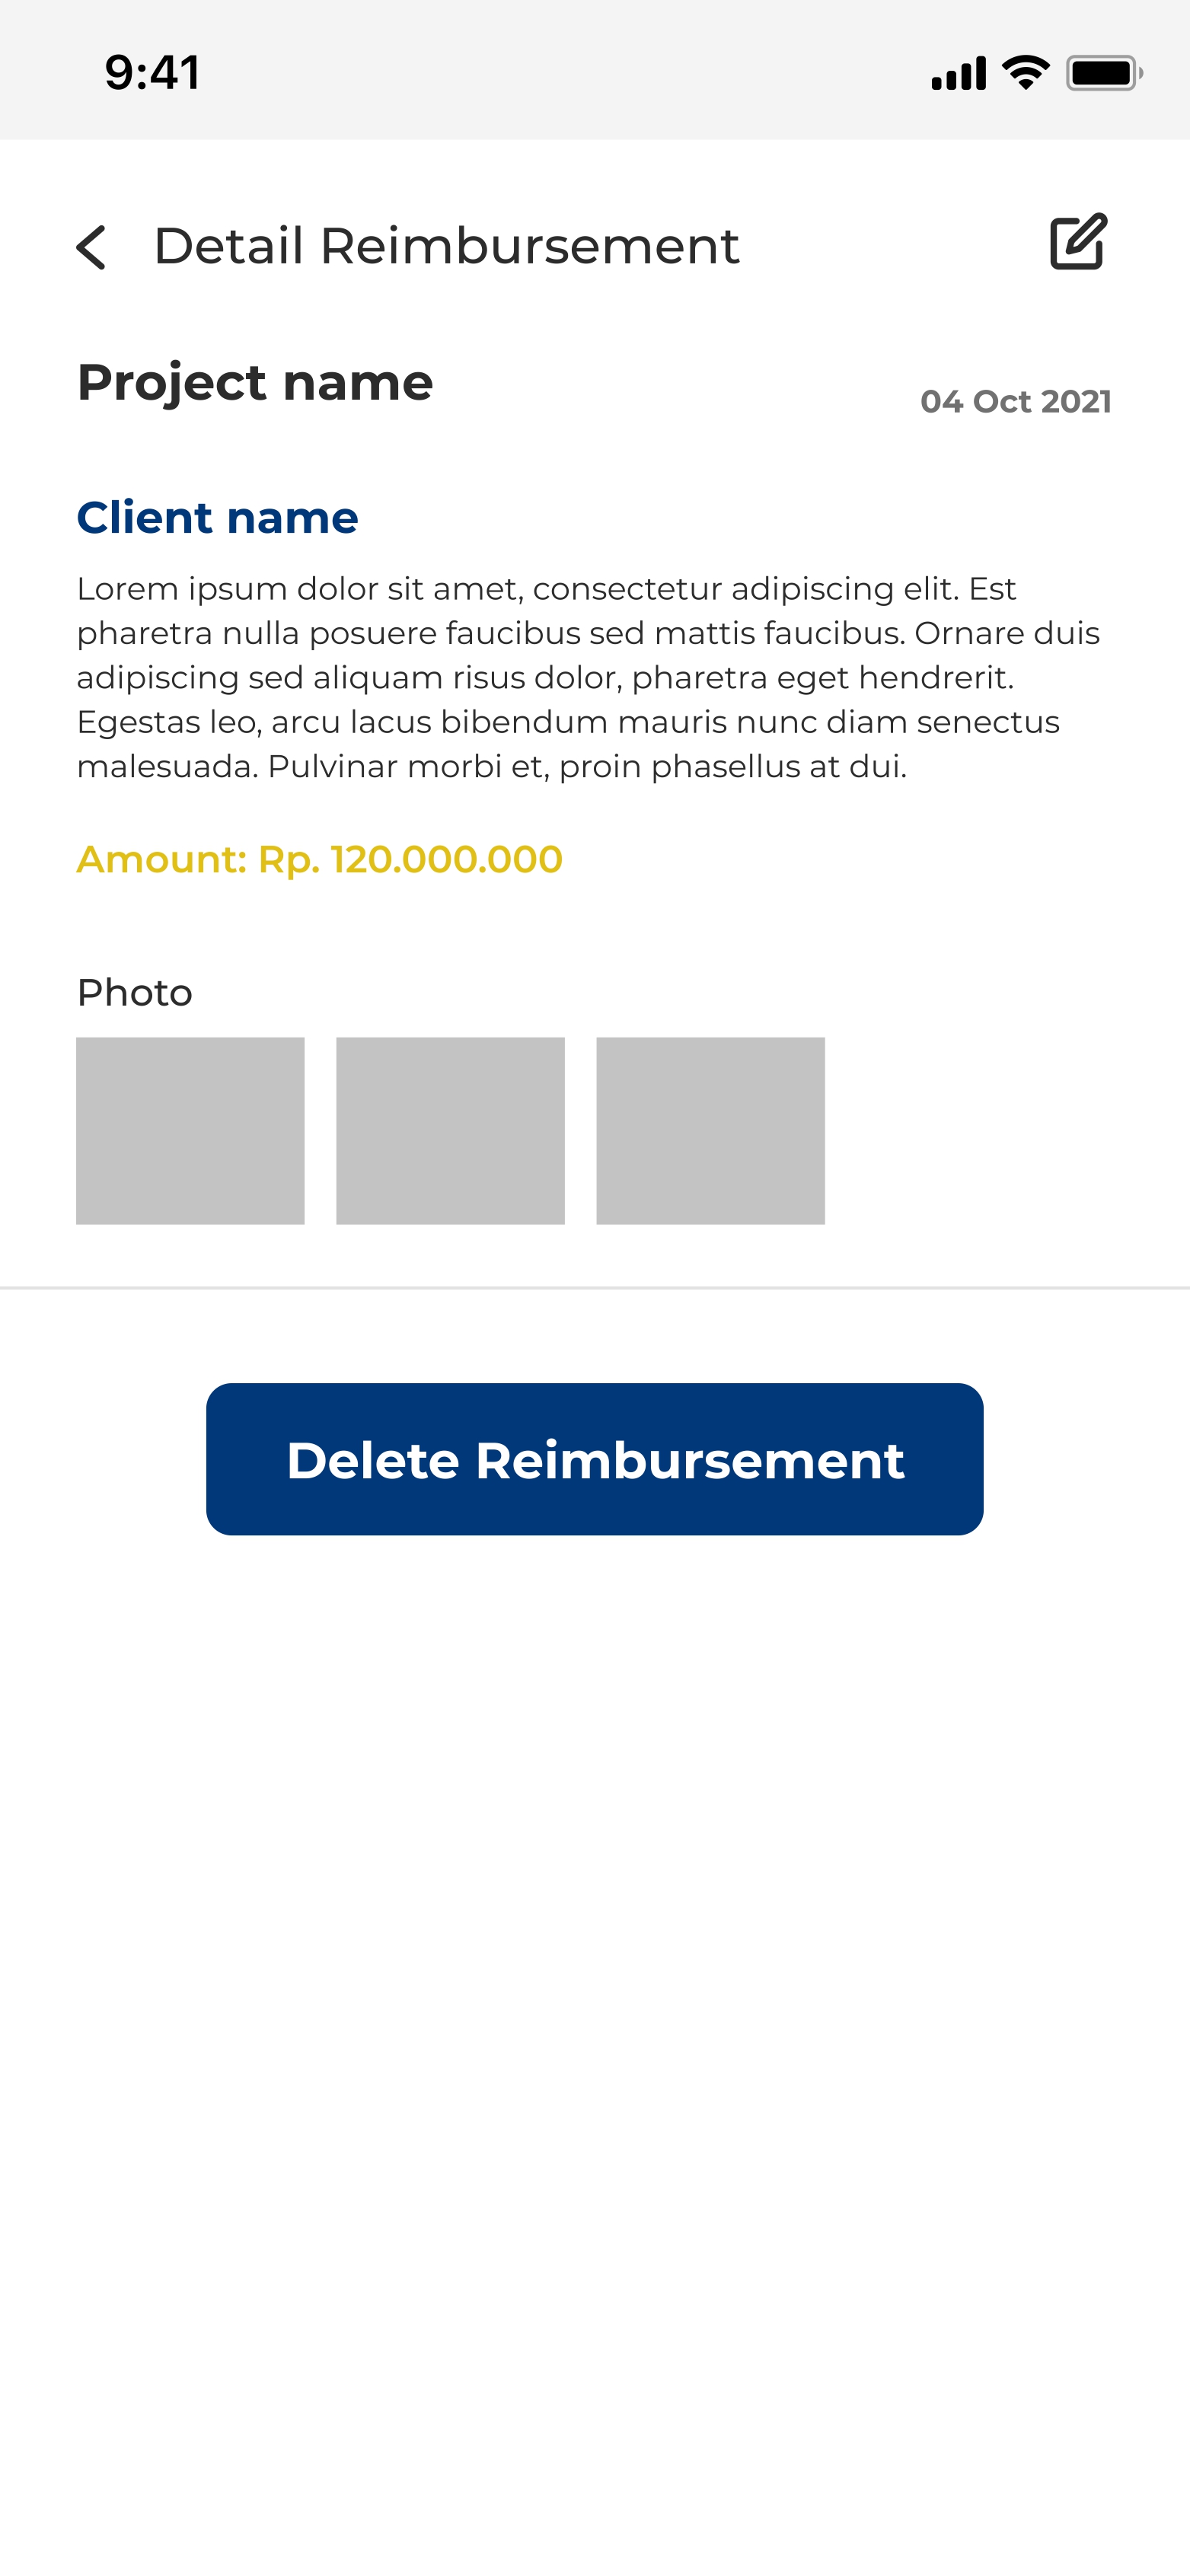 9:41
Detail Reimbursement
Project name
04 Oct 2021
Client name
Lorem ipsum dolor sit amet, consectetur adipiscing elit. Est
pharetra nulla posuere faucibus sed mattis faucibus. Ornare duis
adipiscing sed aliquam risus dolor, pharetra eget hendrerit.
Egestas leo, arcu lacus bibendum mauris nunc diam senectus
malesuada. Pulvinar morbi et, proin phasellus at dui.
Amount: Rp. 120.000.000
Photo
Delete Reimbursement